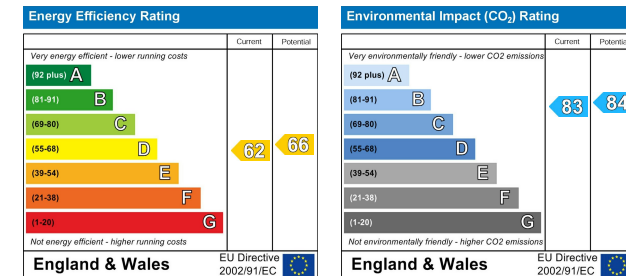 Energy Efficiency Rating
Current Potential
Very energy efficient - lower running costs
(92 plus) A
(81-91) B
(69-80) C
(55-68) D
(39-54) E
(21-38) F
(1-20) G
62 66
Not energy efficient - higher running costs
England & Wales
EU Directive
2002/91/EC
Environmental Impact (CO₂) Rating
Current Potentia
Very environmentally friendly - lower CO2 emissions
(92 plus) A
(81-91) B
(69-80) C
(55-68) D
(39-54) E
(21-38) F
(1-20) G
83 84
Not environmentally friendly - higher CO2 emissions
England & Wales
EU Directive
2002/91/EC